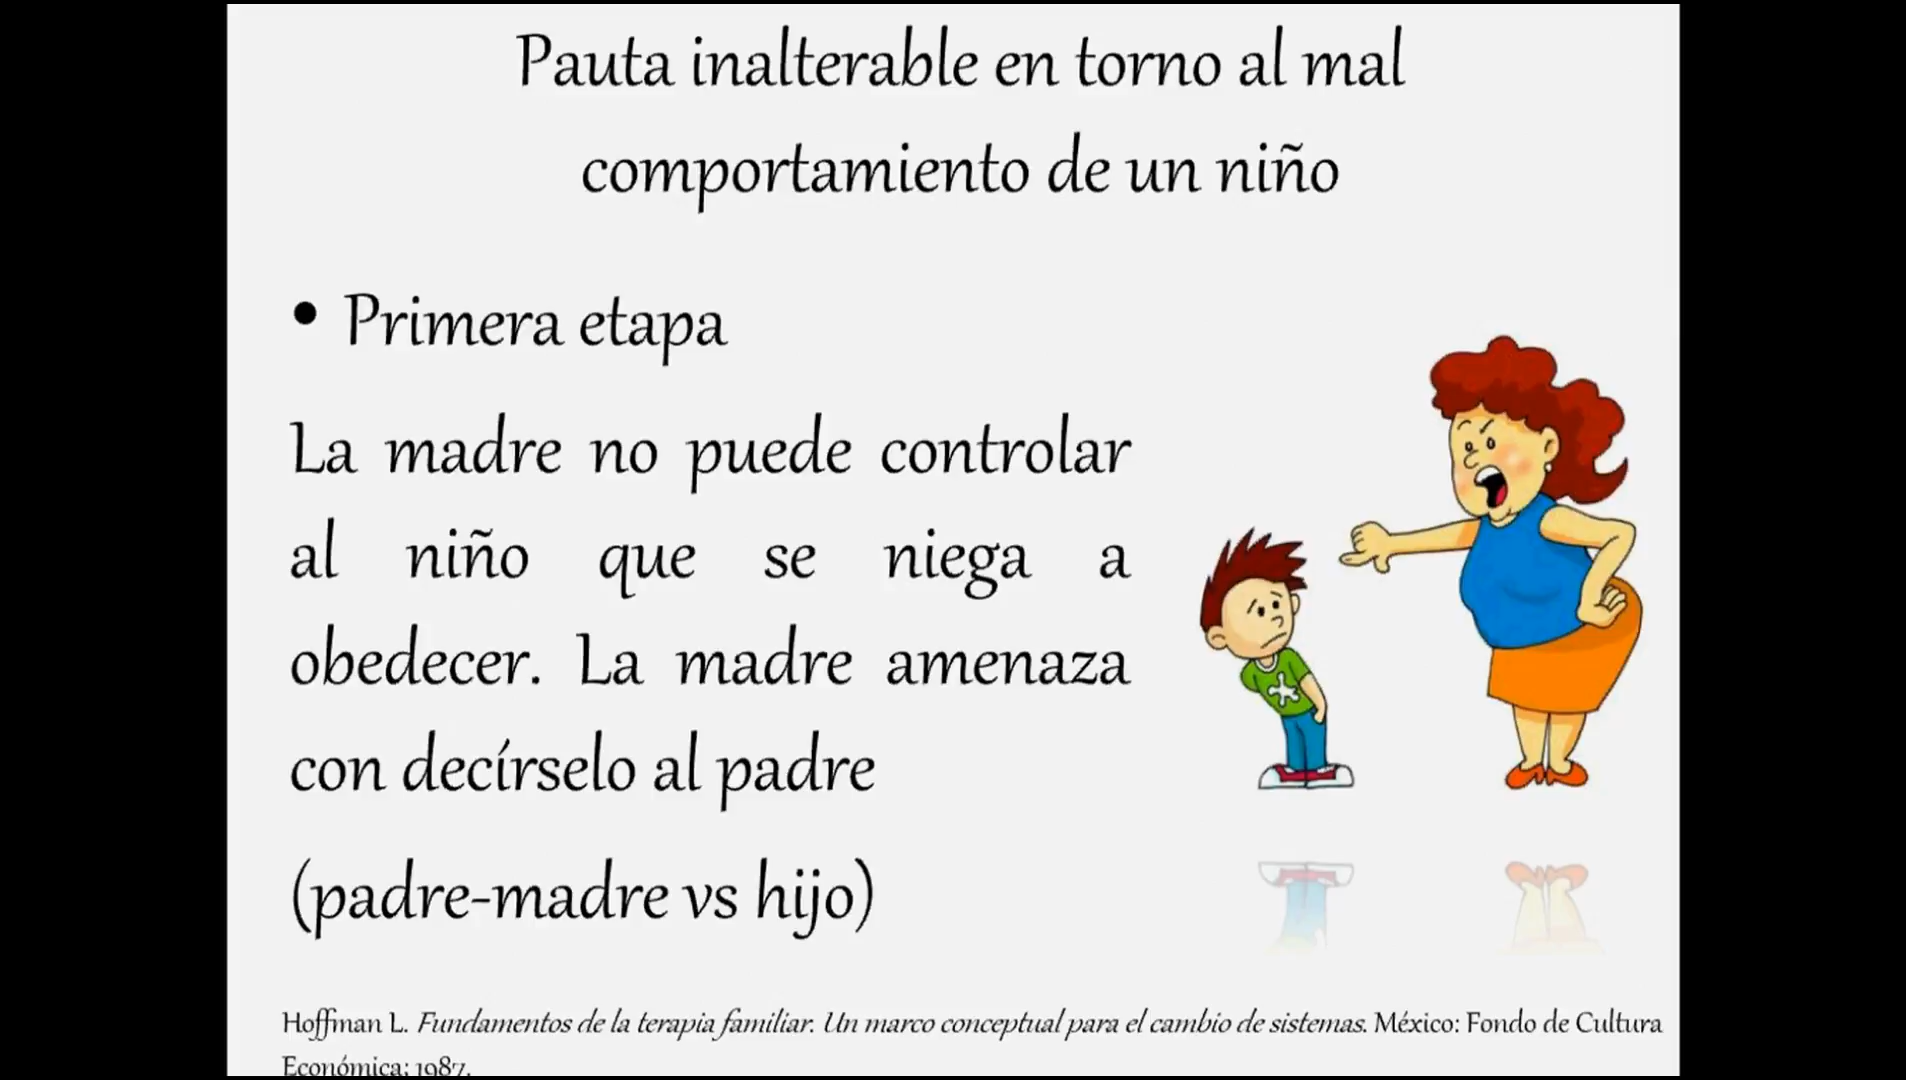 Pauta inalterable en torno al mal
comportamiento de un niño
• Primera etapa
La madre no puede controlar
al niño que se niega a
obedecer. La madre amenaza
con decírselo al padre
(padre-madre vs hijo)
Hoffman L. Fundamentos de la terapia familiar. Un marco conceptual para el cambio de sistemas. México: Fondo de Cultura
Económica; 1987.